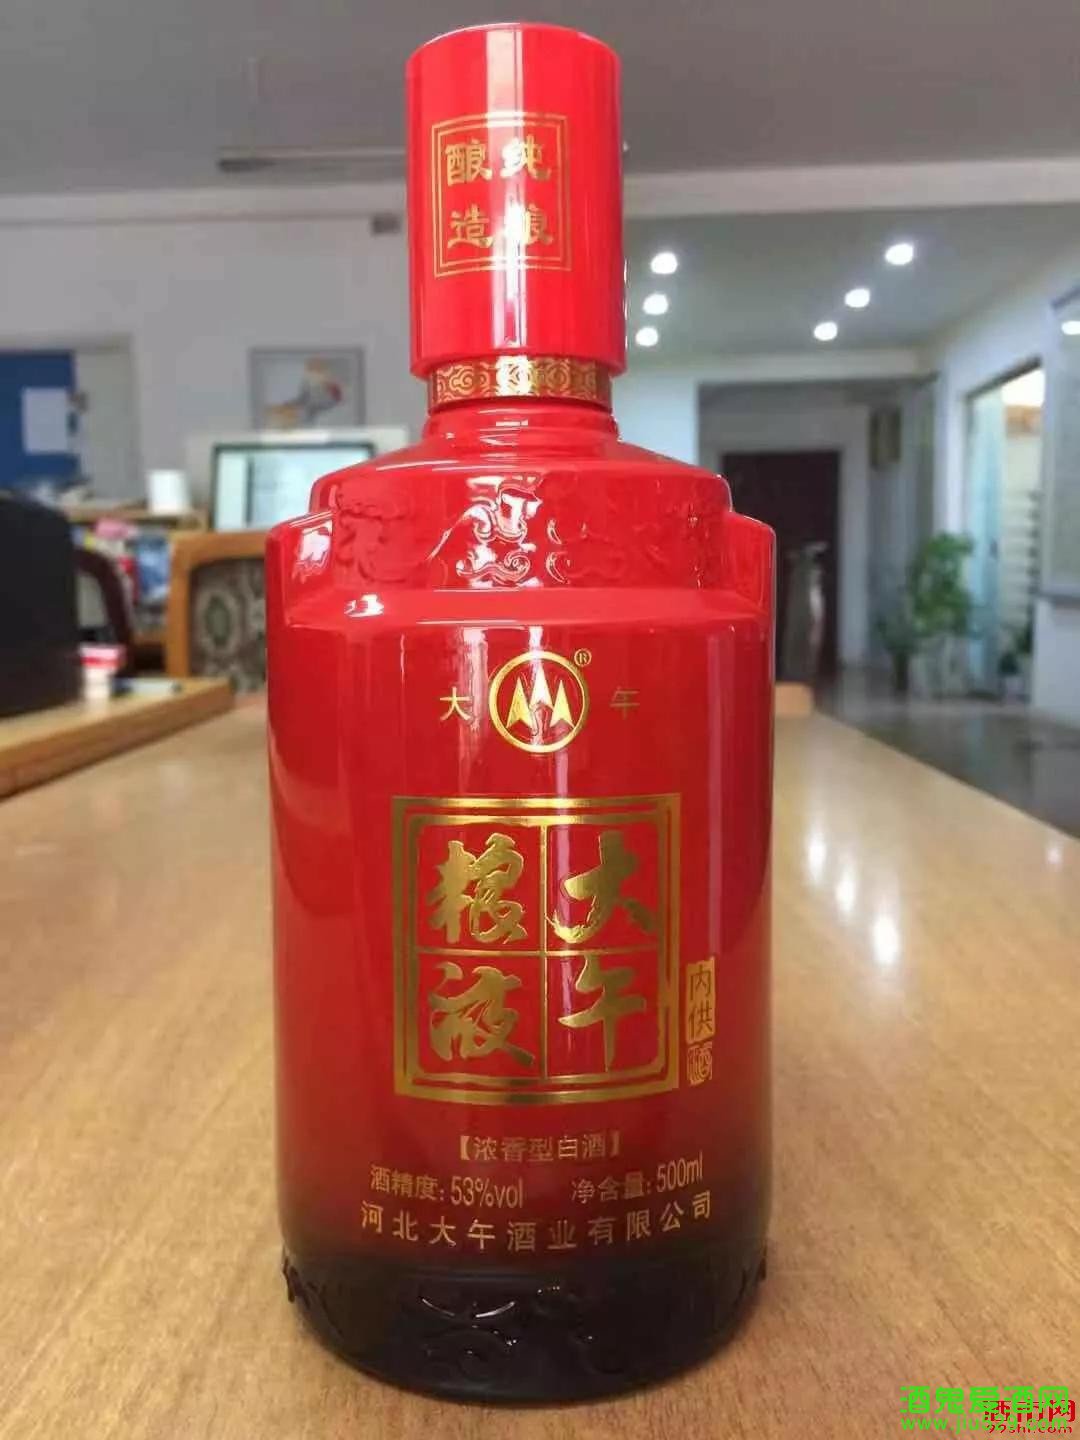 纯粮
酿造
大午
®
大午
粮液
内供酒
【浓香型白酒】
酒精度:53%vol 净含量:500ml
河北大午酒业有限公司
酒鬼爱酒网